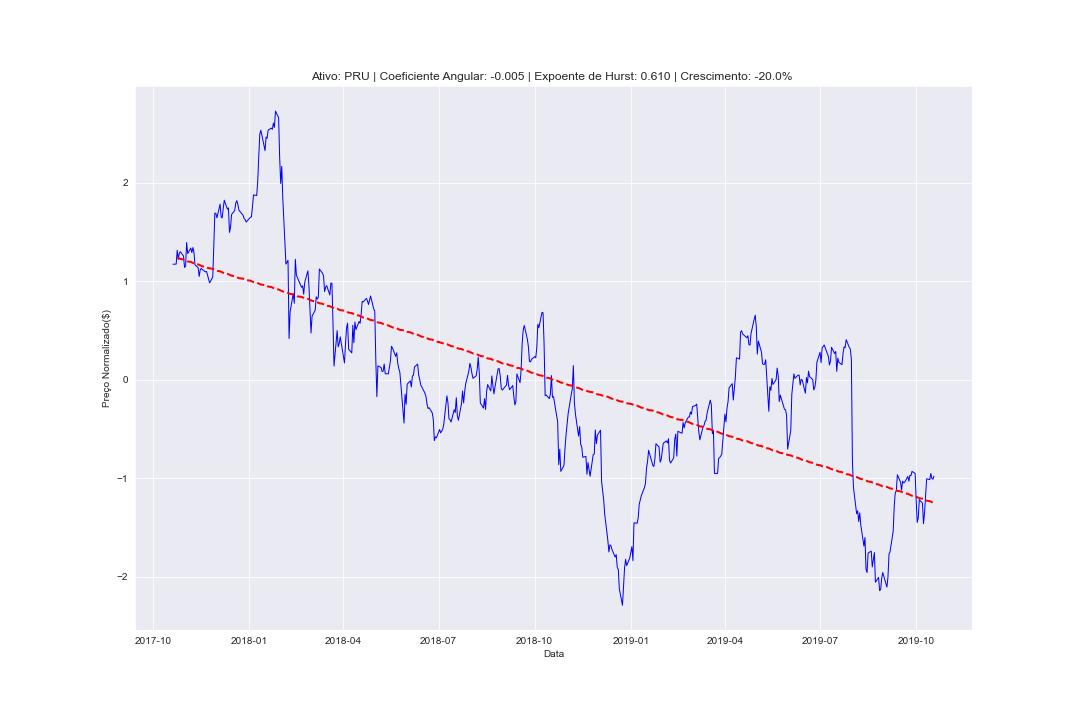 Ativo: PRU | Coeficiente Angular: -0.005 | Expoente de Hurst: 0.610 | Crescimento: -20.0%
Preço Normalizado($)
2
1
0
−1
−2
2017-10 2018-01 2018-04 2018-07 2018-10 2019-01 2019-04 2019-07 2019-10
Data